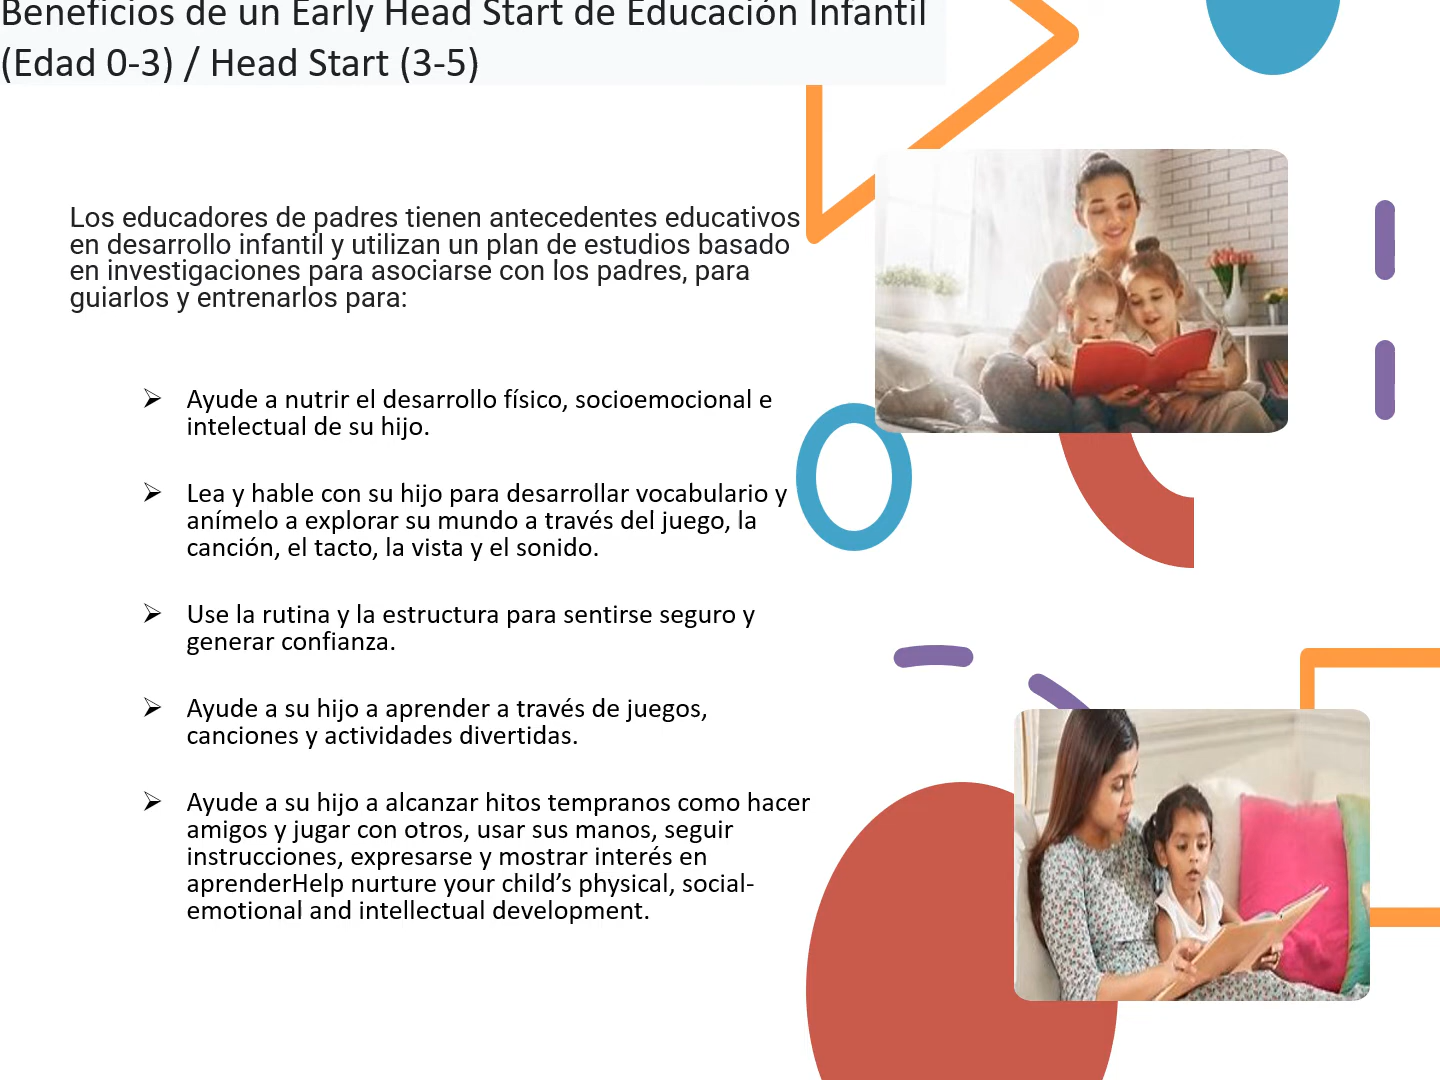 Beneficios de un Early Head Start de Educación Infantil
(Edad 0-3) / Head Start (3-5)
Los educadores de padres tienen antecedentes educativos
en desarrollo infantil y utilizan un plan de estudios basado
en investigaciones para asociarse con los padres, para
guiarlos y entrenarlos para:
Ayude a nutrir el desarrollo físico, socioemocional e
intelectual de su hijo.
Lea y hable con su hijo para desarrollar vocabulario y
anímelo a explorar su mundo a través del juego, la
canción, el tacto, la vista y el sonido.
Use la rutina y la estructura para sentirse seguro y
generar confianza.
Ayude a su hijo a aprender a través de juegos,
canciones y actividades divertidas.
Ayude a su hijo a alcanzar hitos tempranos como hacer
amigos y jugar con otros, usar sus manos, seguir
instrucciones, expresarse y mostrar interés en
aprenderHelp nurture your child’s physical, social-
emotional and intellectual development.